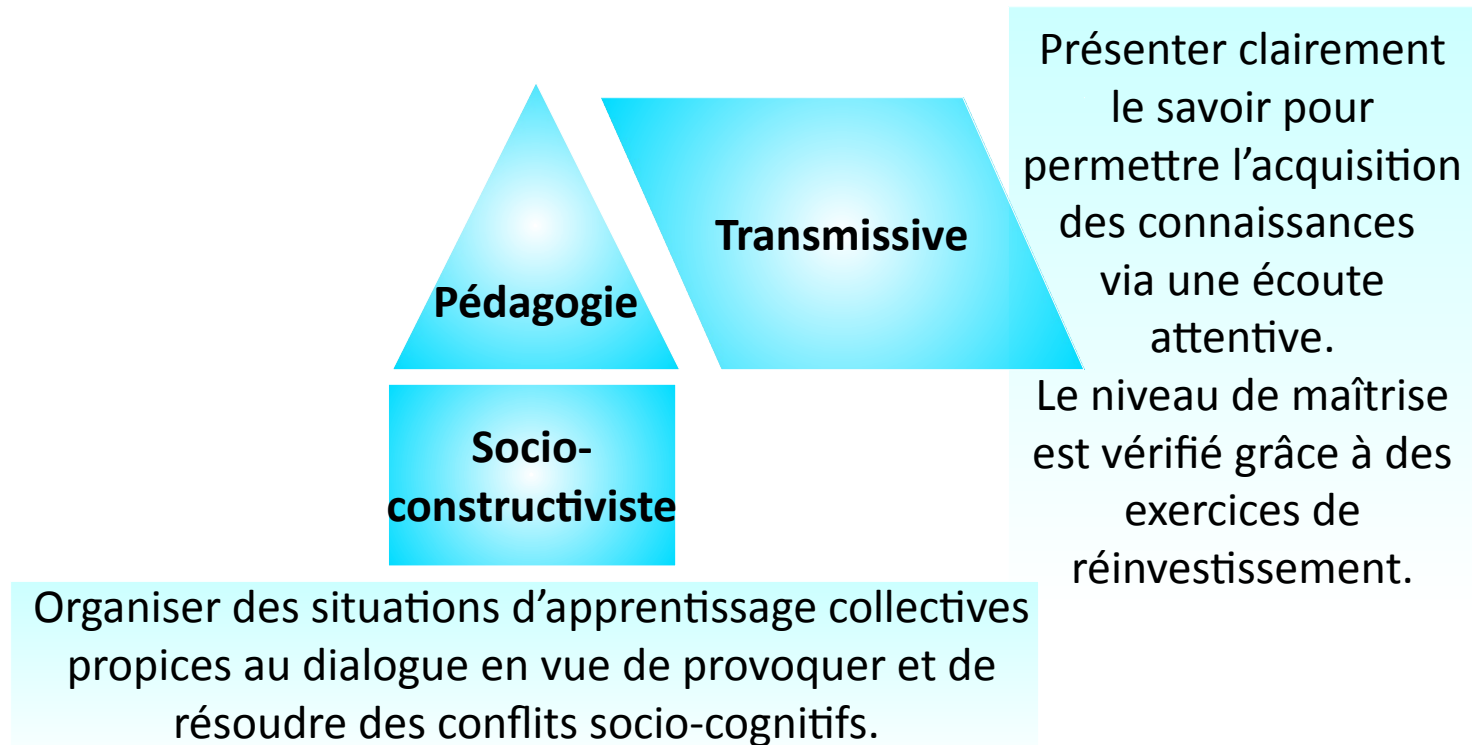 Pédagogie
Transmissive
Présenter clairement
le savoir pour
permettre l’acquisition
des connaissances
via une écoute
attentive.
Le niveau de maîtrise
est vérifié grâce à des
exercices de
réinvestissement.
Socio-
constructiviste
Organiser des situations d’apprentissage collectives
propices au dialogue en vue de provoquer et de
résoudre des conflits socio-cognitifs.